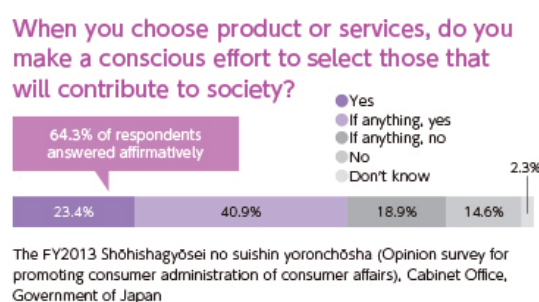 When you choose product or services, do you
make a conscious effort to select those that
will contribute to society?
64.3% of respondents
answered affirmatively
Yes
If anything, yes
If anything, no
No
Don't know
2.3%
23.4%
40.9%
18.9%
14.6%
The FY2013 Shōhishagyōsei no suishin yoronchōsha (Opinion survey for
promoting consumer administration of consumer affairs), Cabinet Office,
Government of Japan